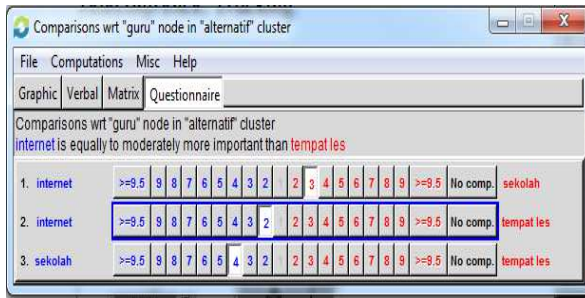 Comparisons wrt "guru" node in "alternatif" cluster
File Computations Misc Help
Graphic Verbal Matrix Questionnaire
Comparisons wrt "guru" node in "alternatif" cluster
internet is equally to moderately more important than tempat les
1. internet >=9.5 9 8 7 6 5 4 3 2 1 2 3 4 5 6 7 8 9 >=9.5 No comp. sekolah
2. internet >=9.5 9 8 7 6 5 4 3 2 1 2 3 4 5 6 7 8 9 >=9.5 No comp. tempat les
3. sekolah >=9.5 9 8 7 6 5 4 3 2 1 2 3 4 5 6 7 8 9 >=9.5 No comp. tempat les